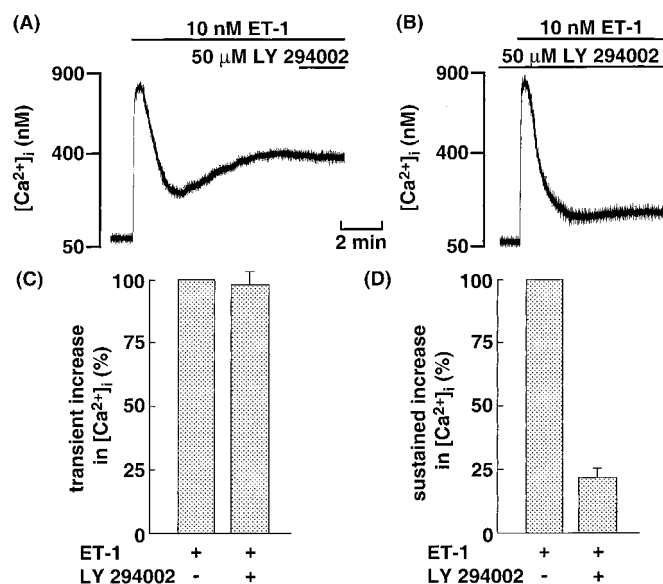 (A)
10 nM ET-1
50 μM LY 294002
900
400
50
[Ca²⁺]i (nM)
2 min
(B)
10 nM ET-1
50 μM LY 294002
900
400
50
[Ca²⁺]i (nM)
(C)
100
75
50
25
0
transient increase
in [Ca²⁺]i (%)
ET-1 + +
LY 294002 - +
(D)
100
75
50
25
0
sustained increase
in [Ca²⁺]i (%)
ET-1 + +
LY 294002 - +